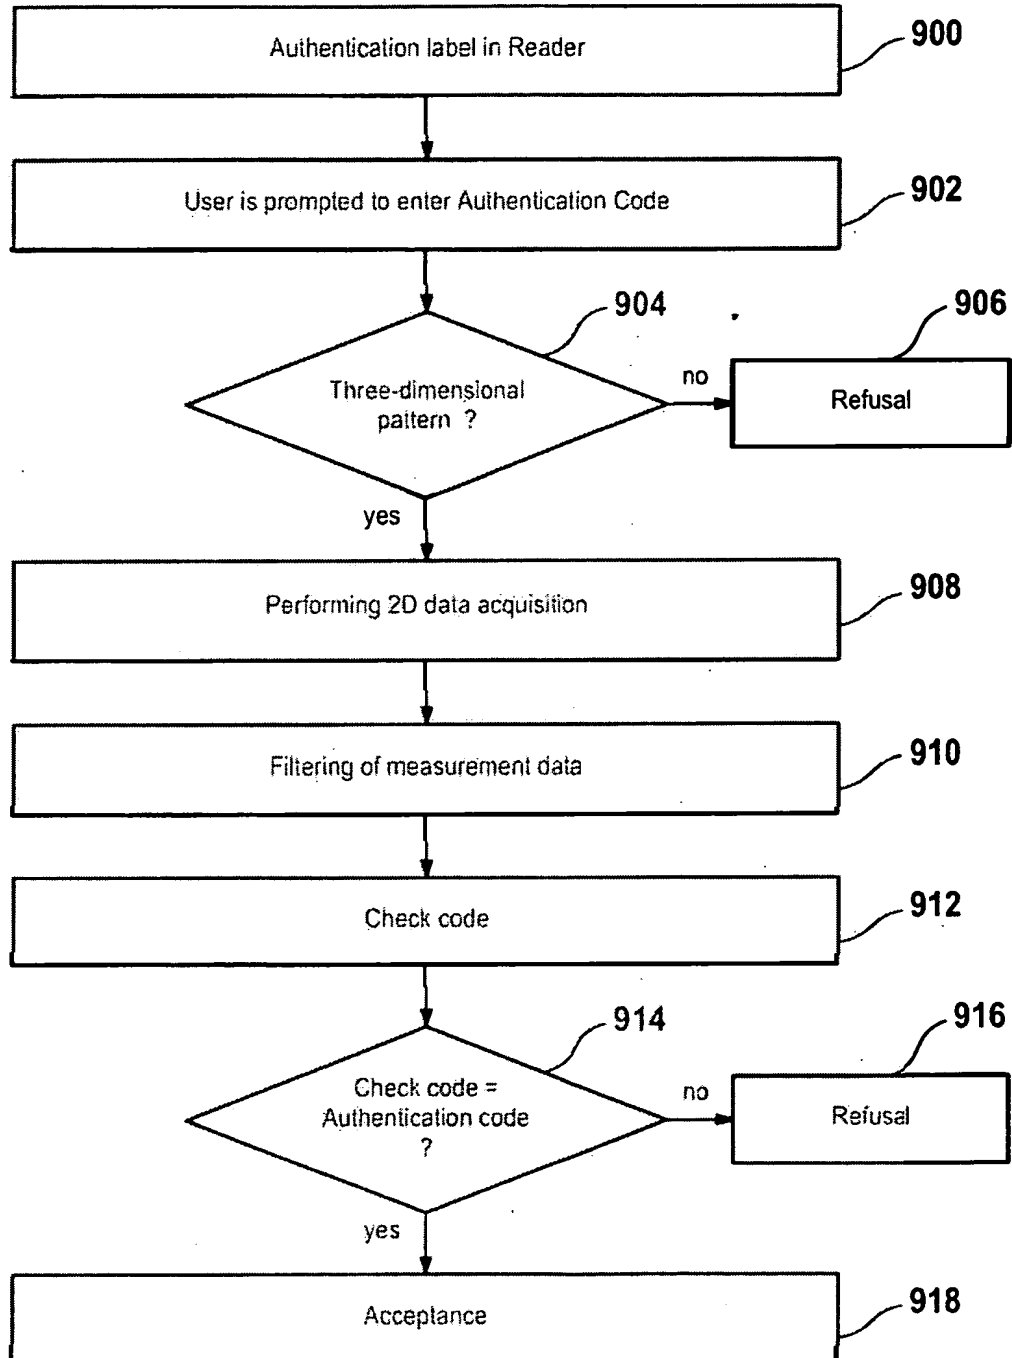 Authentication label in Reader
900
User is prompted to enter Authentication Code
902
904
906
Three-dimensional
pattern ?
no
Refusal
yes
Performing 2D data acquisition
908
Filtering of measurement data
910
Check code
912
914
916
Check code =
Authentication code
?
no
Refusal
yes
Acceptance
918